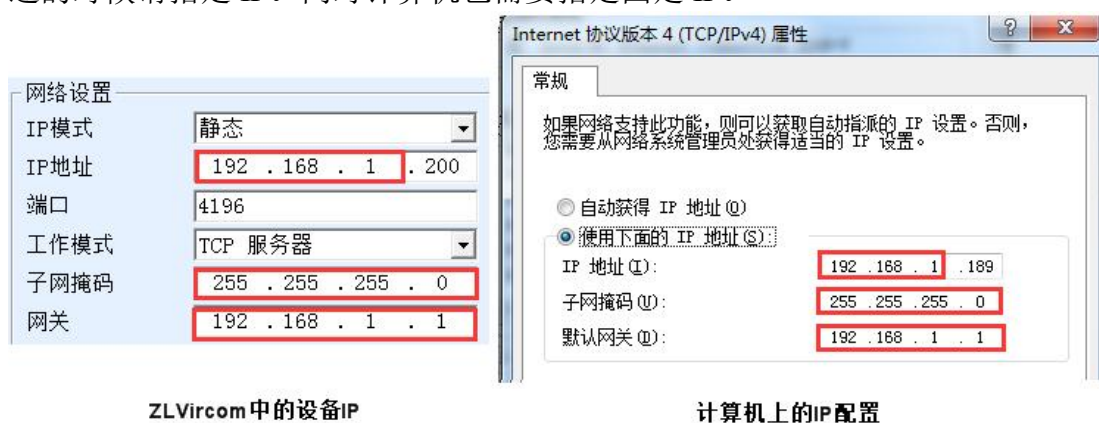 Internet 协议版本 4 (TCP/IPv4) 属性
常规
如果网络支持此功能，则可以获取自动指派的 IP 设置。否则，
您需要从网络系统管理员处获得适当的 IP 设置。
自动获得 IP 地址(O)
使用下面的 IP 地址(S):
IP 地址(I): 192 .168 . 1 .189
子网掩码(U): 255 .255 .255 . 0
默认网关(D): 192 .168 . 1 . 1
网络设置
IP模式 静态
IP地址 192 .168 . 1 .200
端口 4196
工作模式 TCP 服务器
子网掩码 255 .255 .255 . 0
网关 192 .168 . 1 . 1
ZLVircom中的设备IP
计算机上的IP配置